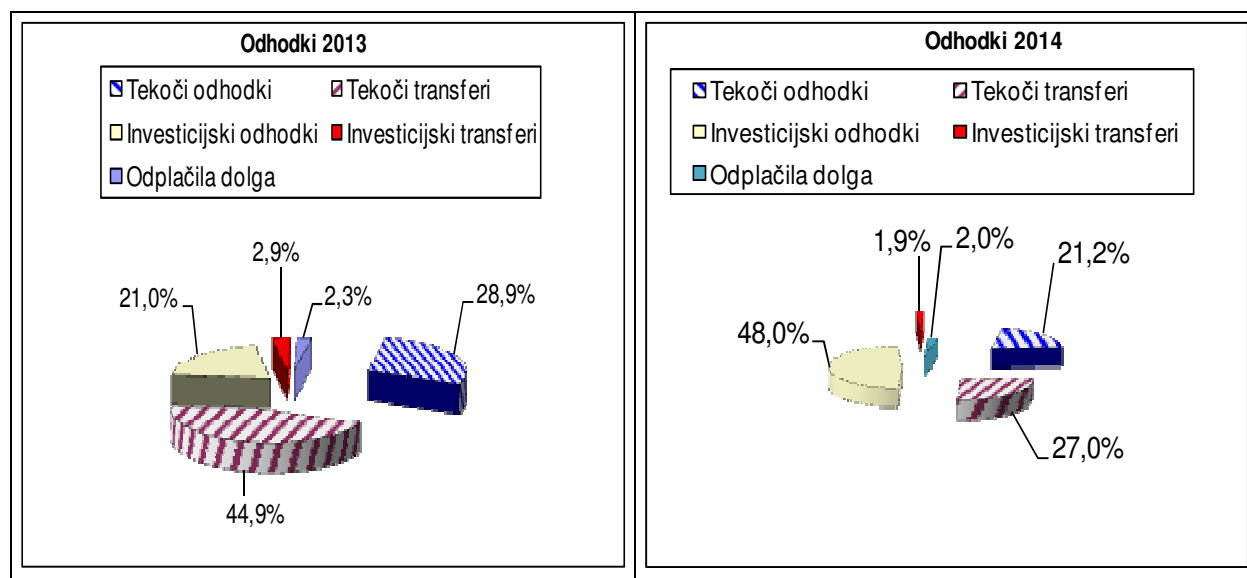 Odhodki 2013
Tekoči odhodki
Tekoči transferi
Investicijski odhodki
Investicijski transferi
Odplačila dolga
2,9%
21,0%
2,3%
28,9%
44,9%
Odhodki 2014
Tekoči odhodki
Tekoči transferi
Investicijski odhodki
Investicijski transferi
Odplačila dolga
1,9%
2,0%
21,2%
48,0%
27,0%